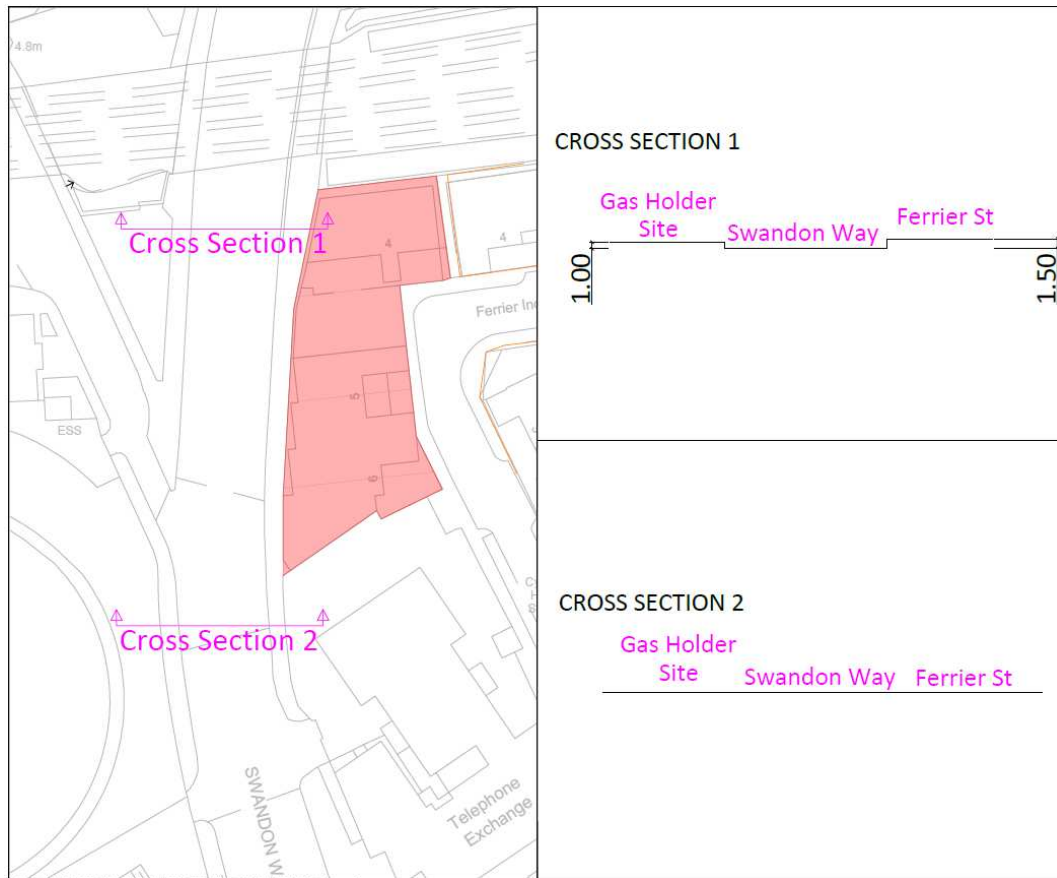 4.8m
Cross Section 1
4
4
Ferrier Ind
5
ESS
6
Cross Section 2
SWANDON W
Telephone
Exchange
CROSS SECTION 1
Gas Holder
Site
Swandon Way
Ferrier St
1.00
1.50
CROSS SECTION 2
Gas Holder
Site
Swandon Way
Ferrier St